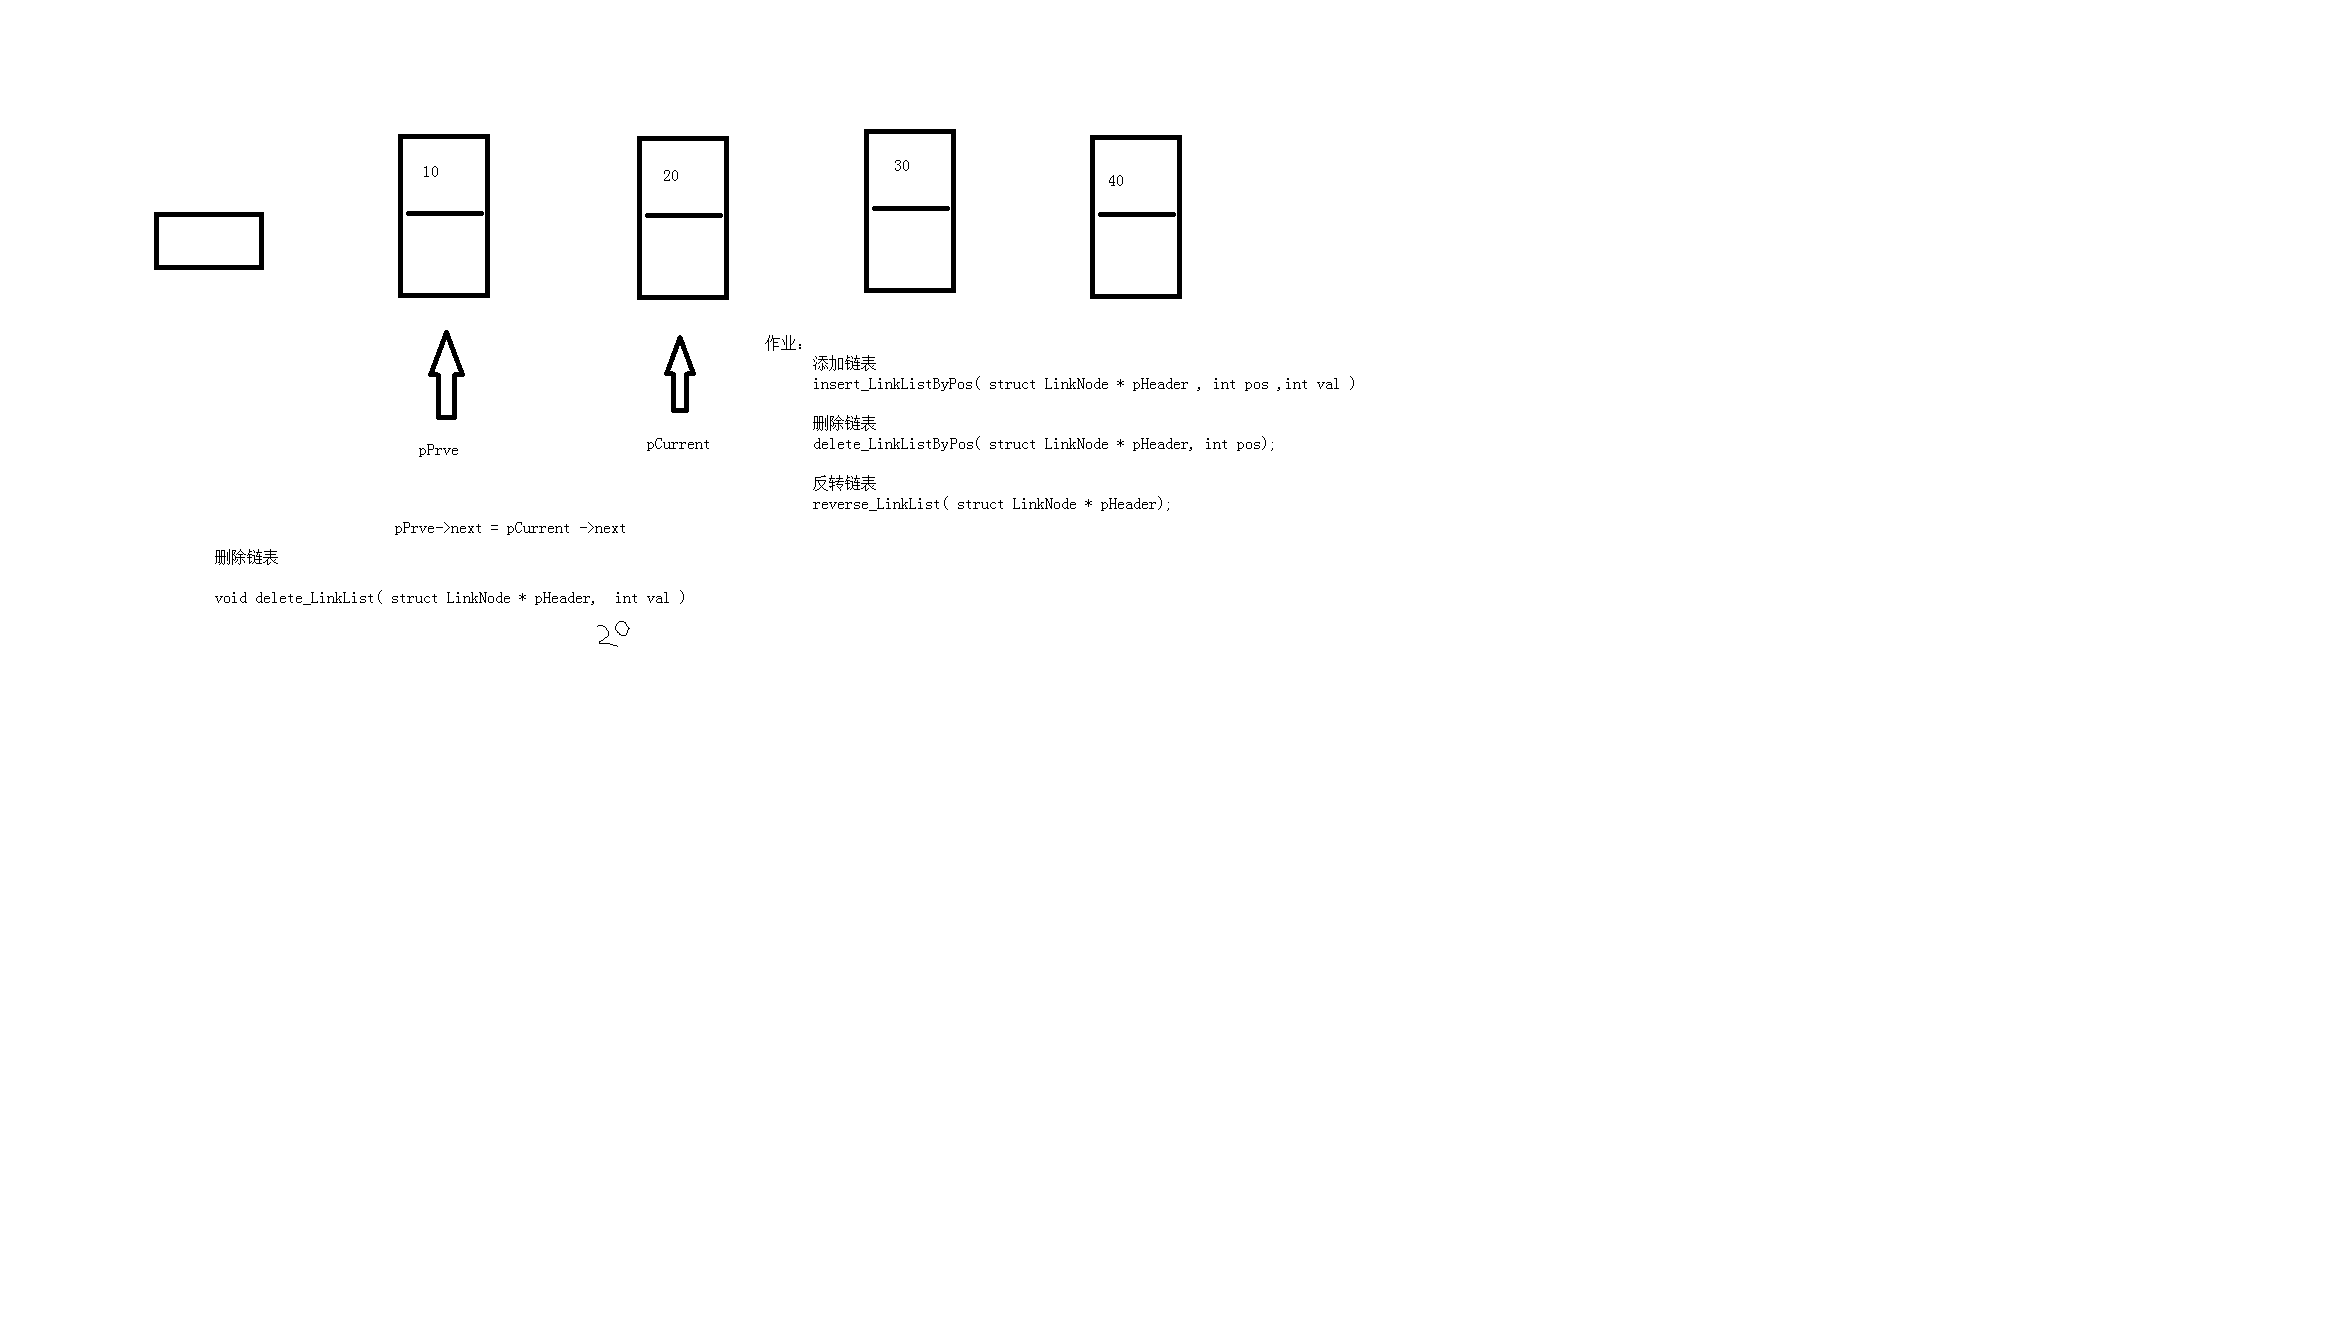 10
20
30
40
作业：
添加链表
insert_LinkListByPos( struct LinkNode * pHeader , int pos ,int val )
删除链表
delete_LinkListByPos( struct LinkNode * pHeader, int pos);
反转链表
reverse_LinkList( struct LinkNode * pHeader);
pPrve
pCurrent
pPrve->next = pCurrent ->next
删除链表
void delete_LinkList( struct LinkNode * pHeader,  int val )
20